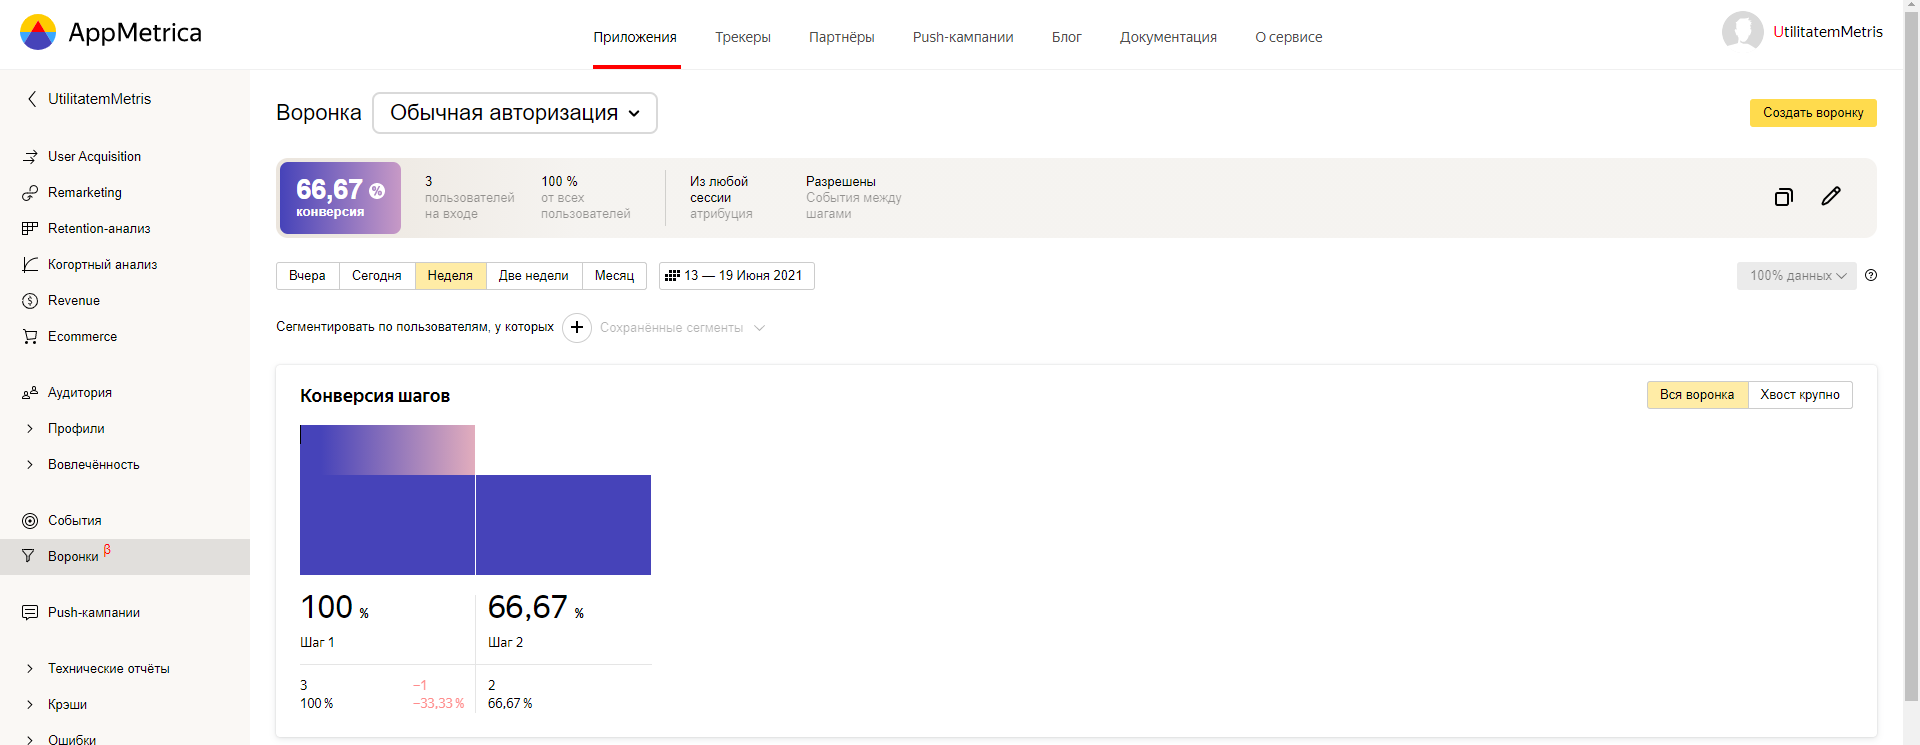 AppMetrica
Приложения
Трекеры
Партнёры
Push-кампании
Блог
Документация
О сервисе
UtilitatemMetris
UtilitatemMetris
User Acquisition
Remarketing
Retention-анализ
Когортный анализ
Revenue
Ecommerce
Аудитория
Профили
Вовлечённость
События
Воронки β
Push-кампании
Технические отчёты
Крэши
Ошибки
Воронка
Обычная авторизация
Создать воронку
66,67 %
конверсия
3
пользователей
на входе
100 %
от всех
пользователей
Из любой
сессии
атрибуция
Разрешены
События между
шагами
Вчера
Сегодня
Неделя
Две недели
Месяц
13 — 19 Июня 2021
100% данных
?
Сегментировать по пользователям, у которых
+
Сохранённые сегменты
Конверсия шагов
Вся воронка
Хвост крупно
100 %
Шаг 1
3
100 %
−1
−33,33 %
66,67 %
Шаг 2
2
66,67 %